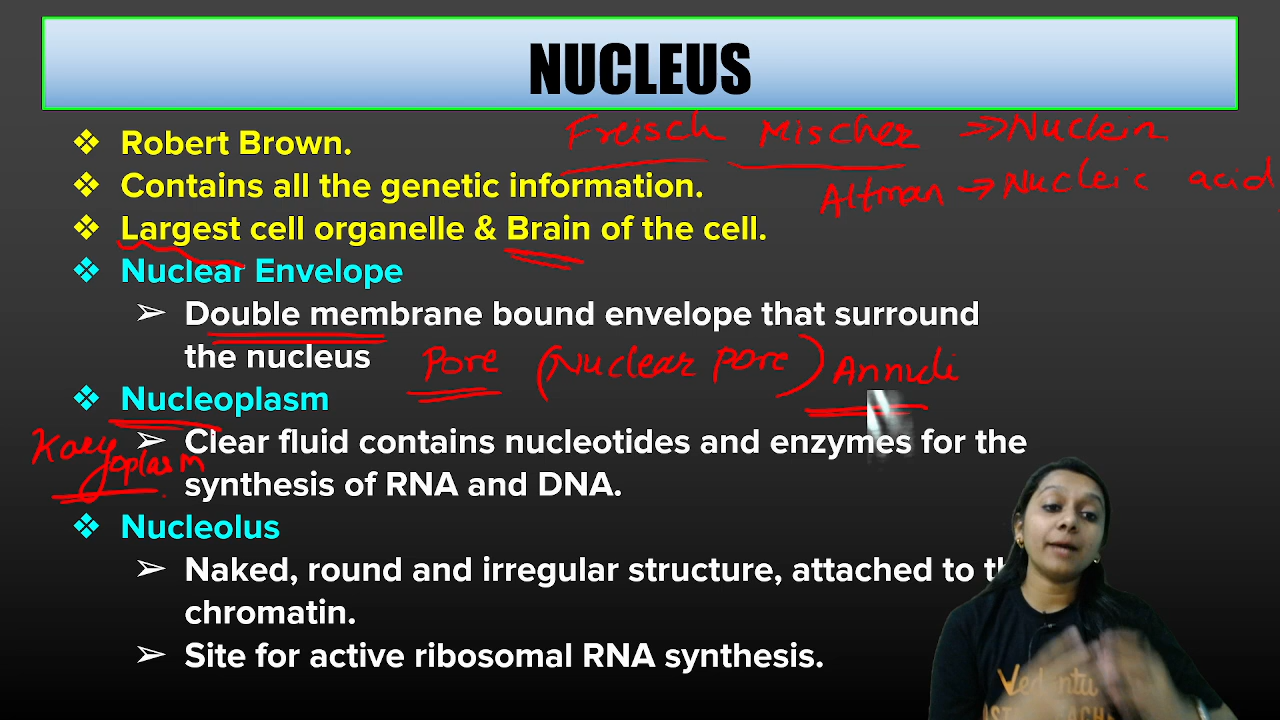 NUCLEUS
❖ Robert Brown.
Freisch Mischer ⇒ Nuclein
❖ Contains all the genetic information.
Altman → Nucleic acid
❖ Largest cell organelle & Brain of the cell.
❖ Nuclear Envelope
➢ Double membrane bound envelope that surround
the nucleus
Pore (Nuclear pore) Annuli
❖ Nucleoplasm
Karyoplasm
➢ Clear fluid contains nucleotides and enzymes for the
synthesis of RNA and DNA.
❖ Nucleolus
➢ Naked, round and irregular structure, attached to
chromatin.
➢ Site for active ribosomal RNA synthesis.
Vedantu